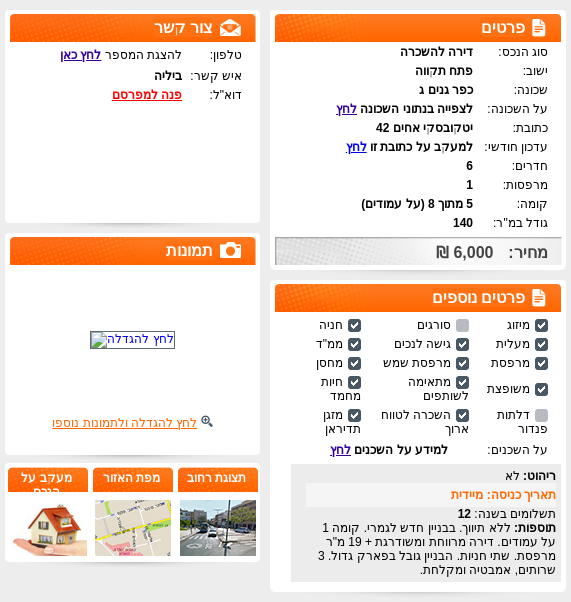 פרטים
סוג הנכס: דירה להשכרה
ישוב: פתח תקווה
שכונה: כפר גנים ג
על השכונה: לצפייה בנתוני השכונה לחץ
כתובת: יטקובסקי אחים 42
עדכון חודשי: למעקב על כתובת זו לחץ
חדרים: 6
מרפסות: 1
קומה: 5 מתוך 8 (על עמודים)
גודל במ"ר: 140
מחיר: 6,000 ₪
פרטים נוספים
מיזוג סורגים חניה
מעלית גישה לנכים ממ"ד
מרפסת מרפסת שמש מחסן
משופצת מתאימה לשותפים חיות מחמד
דלתות פנדור השכרה לטווח ארוך מזגן תדיראן
על השכנים: למידע על השכנים לחץ
ריהוט: לא
תאריך כניסה: מיידית
תשלומים בשנה: 12
תוספות: ללא תיווך. בבניין חדש לגמרי. קומה 1
על עמודים. דירה מרווחת ומשודרגת + 19 מ"ר
מרפסת. שתי חניות. הבניין גובל בפארק גדול. 3
שרותים, אמבטיה ומקלחת.
צור קשר
טלפון: להצגת המספר לחץ כאן
איש קשר: ביליה
דוא"ל: פנה למפרסם
תמונות
לחץ להגדלה
לחץ להגדלה ולתמונות נוספו
תצוגת רחוב
מפת האזור
מעקב על
הנכס